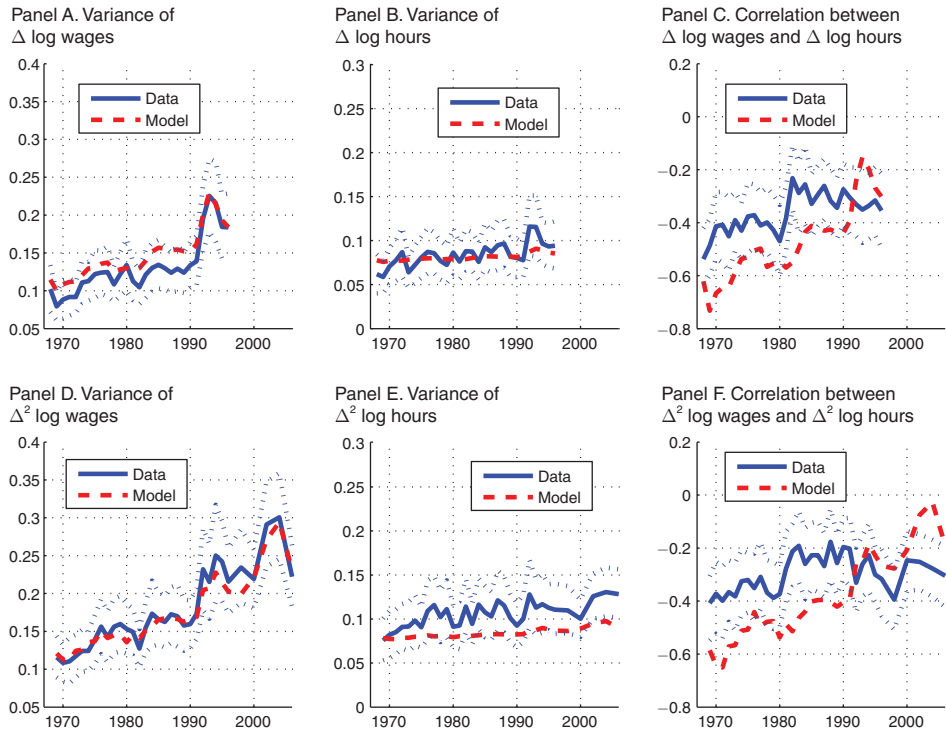 Panel A. Variance of
Δ log wages
0.4
0.35
0.3
0.25
0.2
0.15
0.1
0.05
1970 1980 1990 2000
Data
Model
Panel B. Variance of
Δ log hours
0.3
0.25
0.2
0.15
0.1
0.05
0
1970 1980 1990 2000
Data
Model
Panel C. Correlation between
Δ log wages and Δ log hours
0.2
0
−0.2
−0.4
−0.6
−0.8
1970 1980 1990 2000
Data
Model
Panel D. Variance of
Δ² log wages
0.4
0.35
0.3
0.25
0.2
0.15
0.1
0.05
1970 1980 1990 2000
Data
Model
Panel E. Variance of
Δ² log hours
0.3
0.25
0.2
0.15
0.1
0.05
0
1970 1980 1990 2000
Data
Model
Panel F. Correlation between
Δ² log wages and Δ² log hours
0.2
0
−0.2
−0.4
−0.6
−0.8
1970 1980 1990 2000
Data
Model